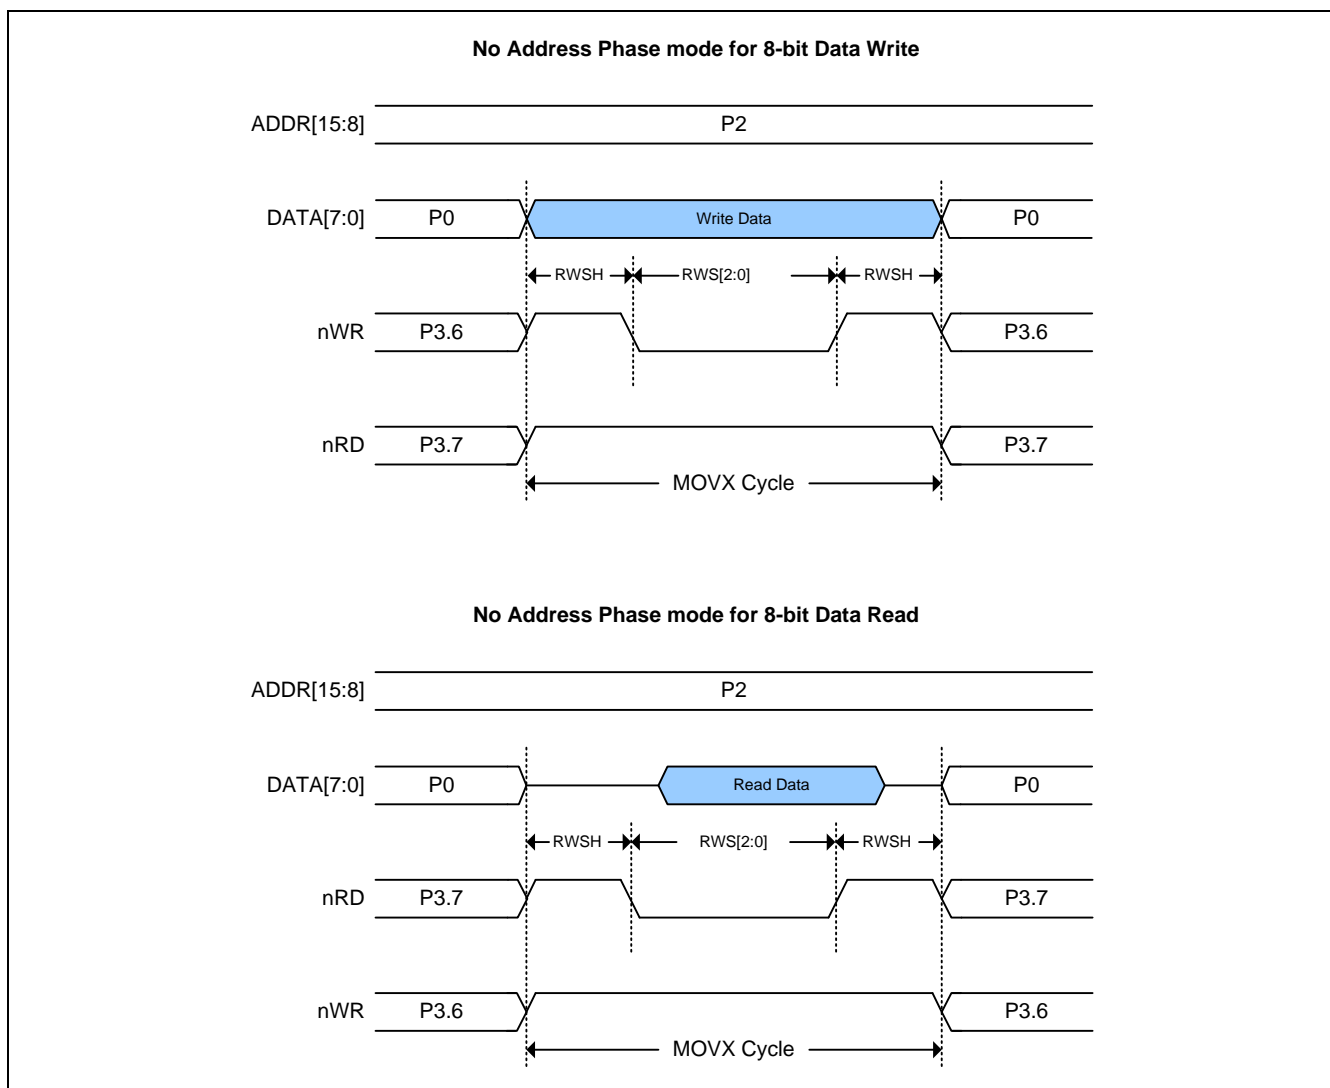 No Address Phase mode for 8-bit Data Write
ADDR[15:8] P2
DATA[7:0] P0 Write Data P0
RWSH RWS[2:0] RWSH
nWR P3.6 P3.6
nRD P3.7 P3.7
MOVX Cycle
No Address Phase mode for 8-bit Data Read
ADDR[15:8] P2
DATA[7:0] P0 Read Data P0
RWSH RWS[2:0] RWSH
nRD P3.7 P3.7
nWR P3.6 P3.6
MOVX Cycle